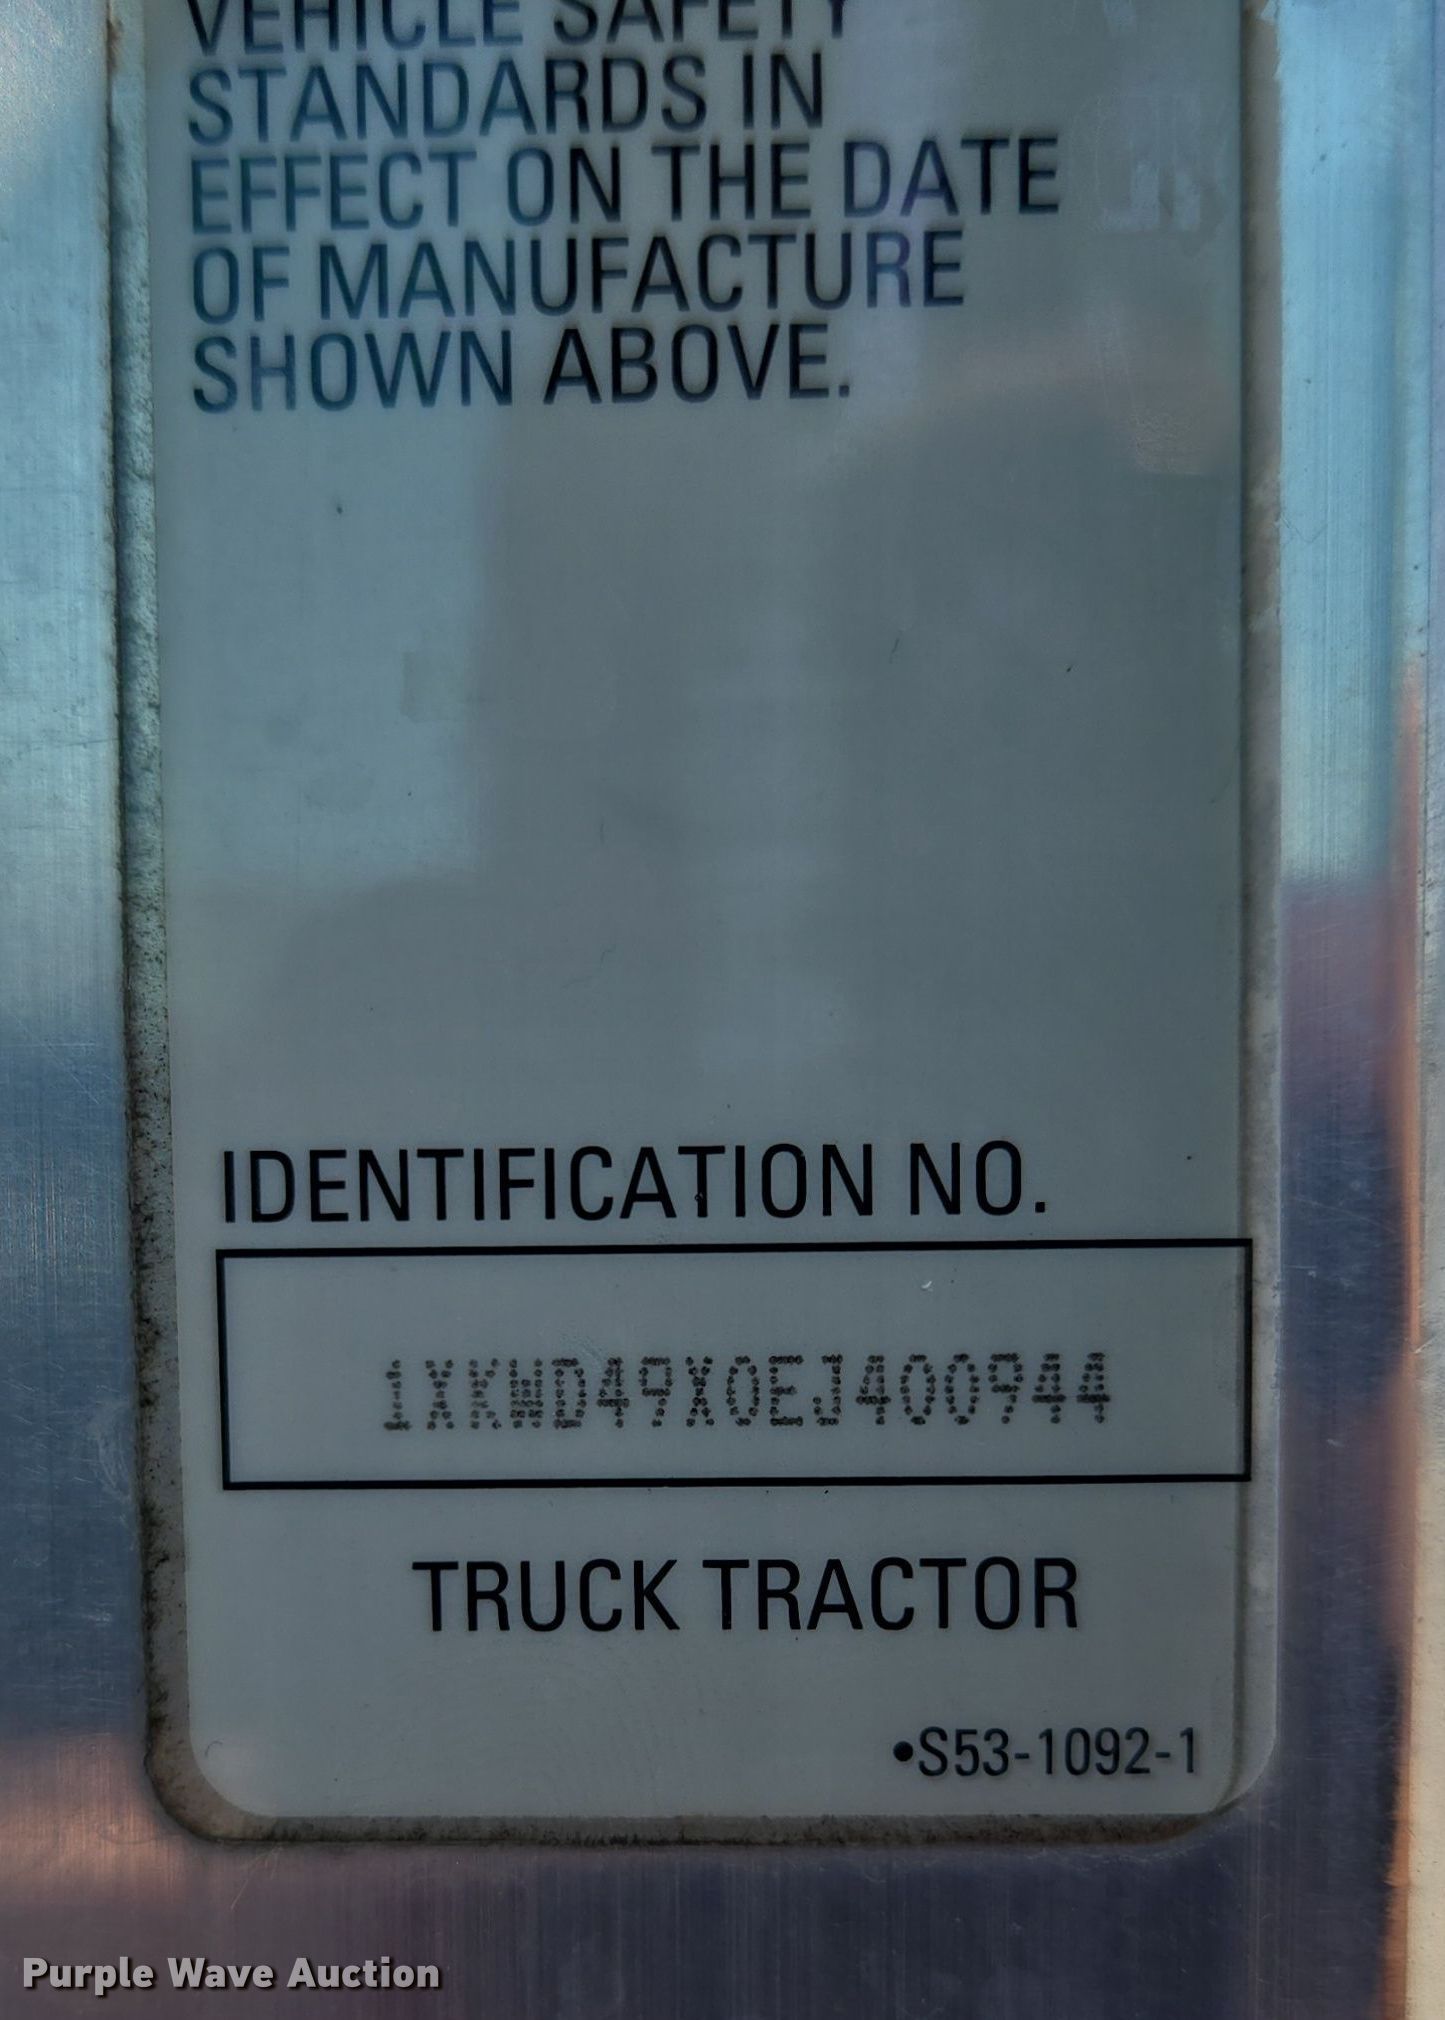 VEHICLE SAFETY
STANDARDS IN
EFFECT ON THE DATE
OF MANUFACTURE
SHOWN ABOVE.
IDENTIFICATION NO.
1XKWD49X0EJ400944
TRUCK TRACTOR
•S53-1092-1
Purple Wave Auction